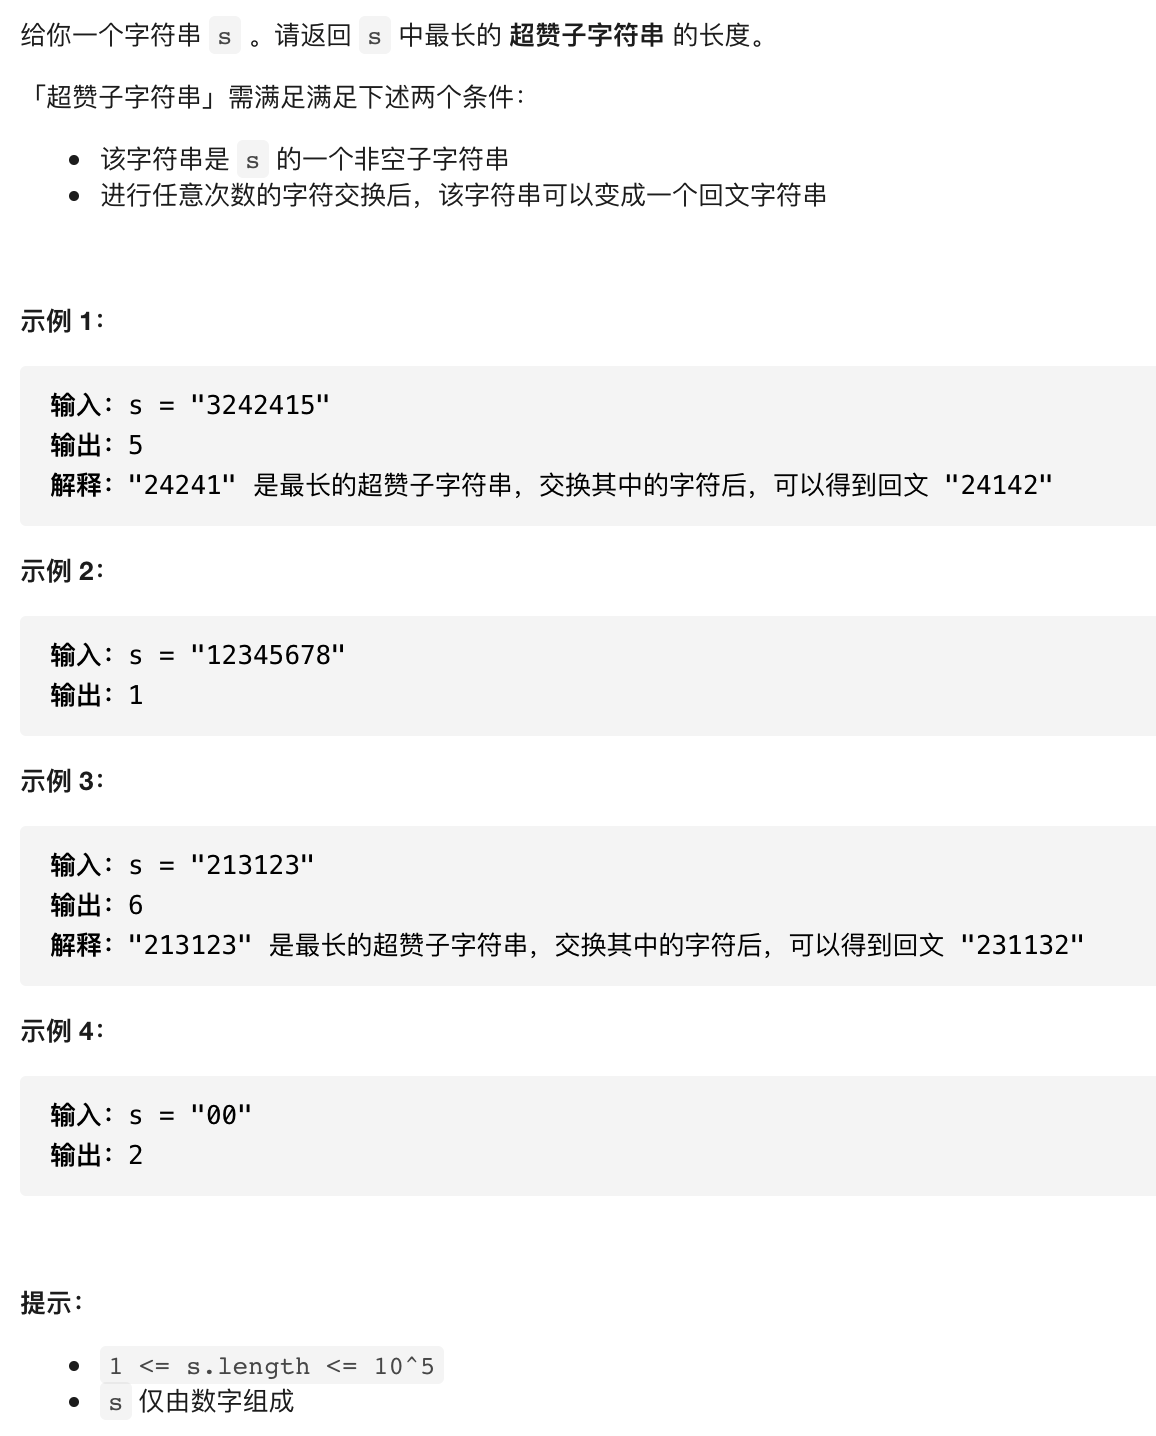 给你一个字符串 s 。请返回 s 中最长的 超赞子字符串 的长度。
「超赞子字符串」需满足满足下述两个条件：
• 该字符串是 s 的一个非空子字符串
• 进行任意次数的字符交换后，该字符串可以变成一个回文字符串
示例 1：
输入：s = "3242415"
输出：5
解释："24241" 是最长的超赞子字符串，交换其中的字符后，可以得到回文 "24142"
示例 2：
输入：s = "12345678"
输出：1
示例 3：
输入：s = "213123"
输出：6
解释："213123" 是最长的超赞子字符串，交换其中的字符后，可以得到回文 "231132"
示例 4：
输入：s = "00"
输出：2
提示：
• 1 <= s.length <= 10^5
• s 仅由数字组成